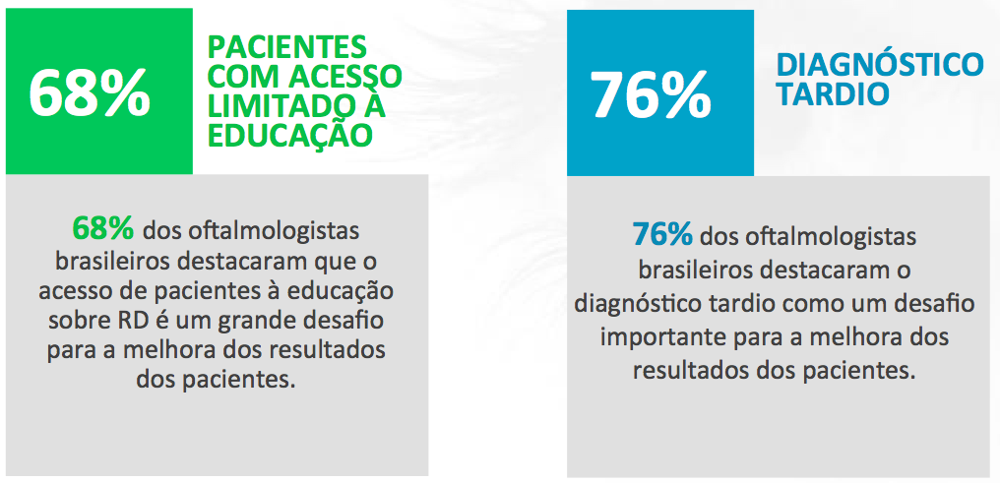 68%
PACIENTES
COM ACESSO
LIMITADO À
EDUCAÇÃO
68% dos oftalmologistas
brasileiros destacaram que o
acesso de pacientes à educação
sobre RD é um grande desafio
para a melhora dos resultados
dos pacientes.
76%
DIAGNÓSTICO
TARDIO
76% dos oftalmologistas
brasileiros destacaram o
diagnóstico tardio como um desafio
importante para a melhora dos
resultados dos pacientes.